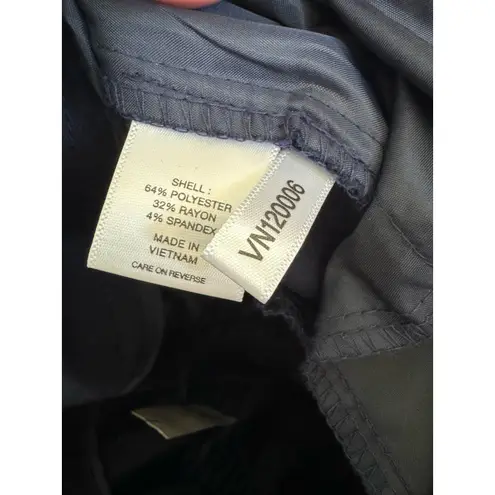 SHELL :
64% POLYESTER
32% RAYON
4% SPANDEX
MADE IN
VIETNAM
CARE ON REVERSE
VN120006